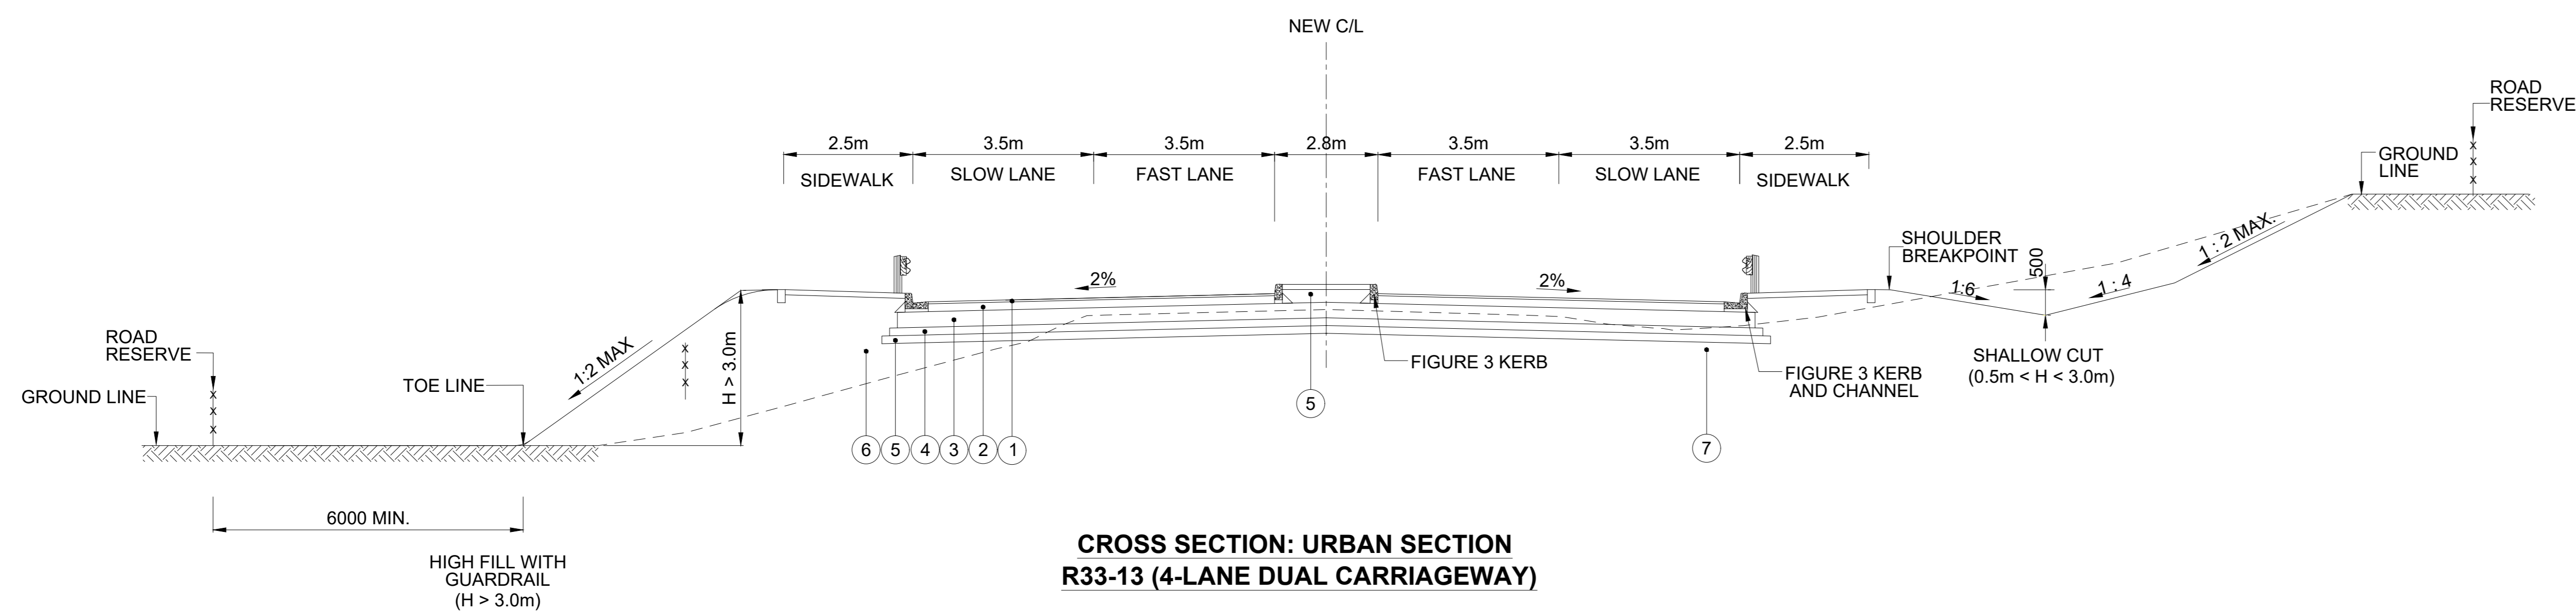 NEW C/L
ROAD
RESERVE
2.5m
3.5m
3.5m
2.8m
3.5m
3.5m
2.5m
SIDEWALK
SLOW LANE
FAST LANE
FAST LANE
SLOW LANE
SIDEWALK
GROUND
LINE
SHOULDER
BREAKPOINT
500
1 : 2 MAX.
2%
2%
1:6
1 : 4
ROAD
RESERVE
GROUND LINE
TOE LINE
1:2 MAX
H > 3.0m
FIGURE 3 KERB
FIGURE 3 KERB
AND CHANNEL
SHALLOW CUT
(0.5m < H < 3.0m)
5
6
5
4
3
2
1
7
6000 MIN.
HIGH FILL WITH
GUARDRAIL
(H > 3.0m)
CROSS SECTION: URBAN SECTION
R33-13 (4-LANE DUAL CARRIAGEWAY)